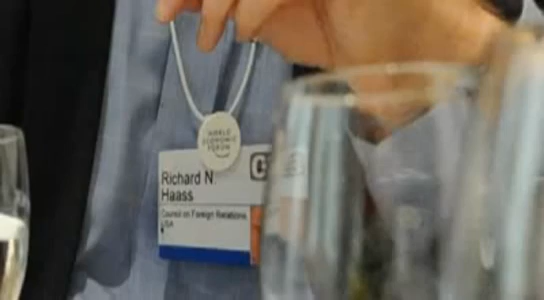 WORLD
ECONOMIC
FORUM
Richard N.
Haass
Council on Foreign Relations
USA